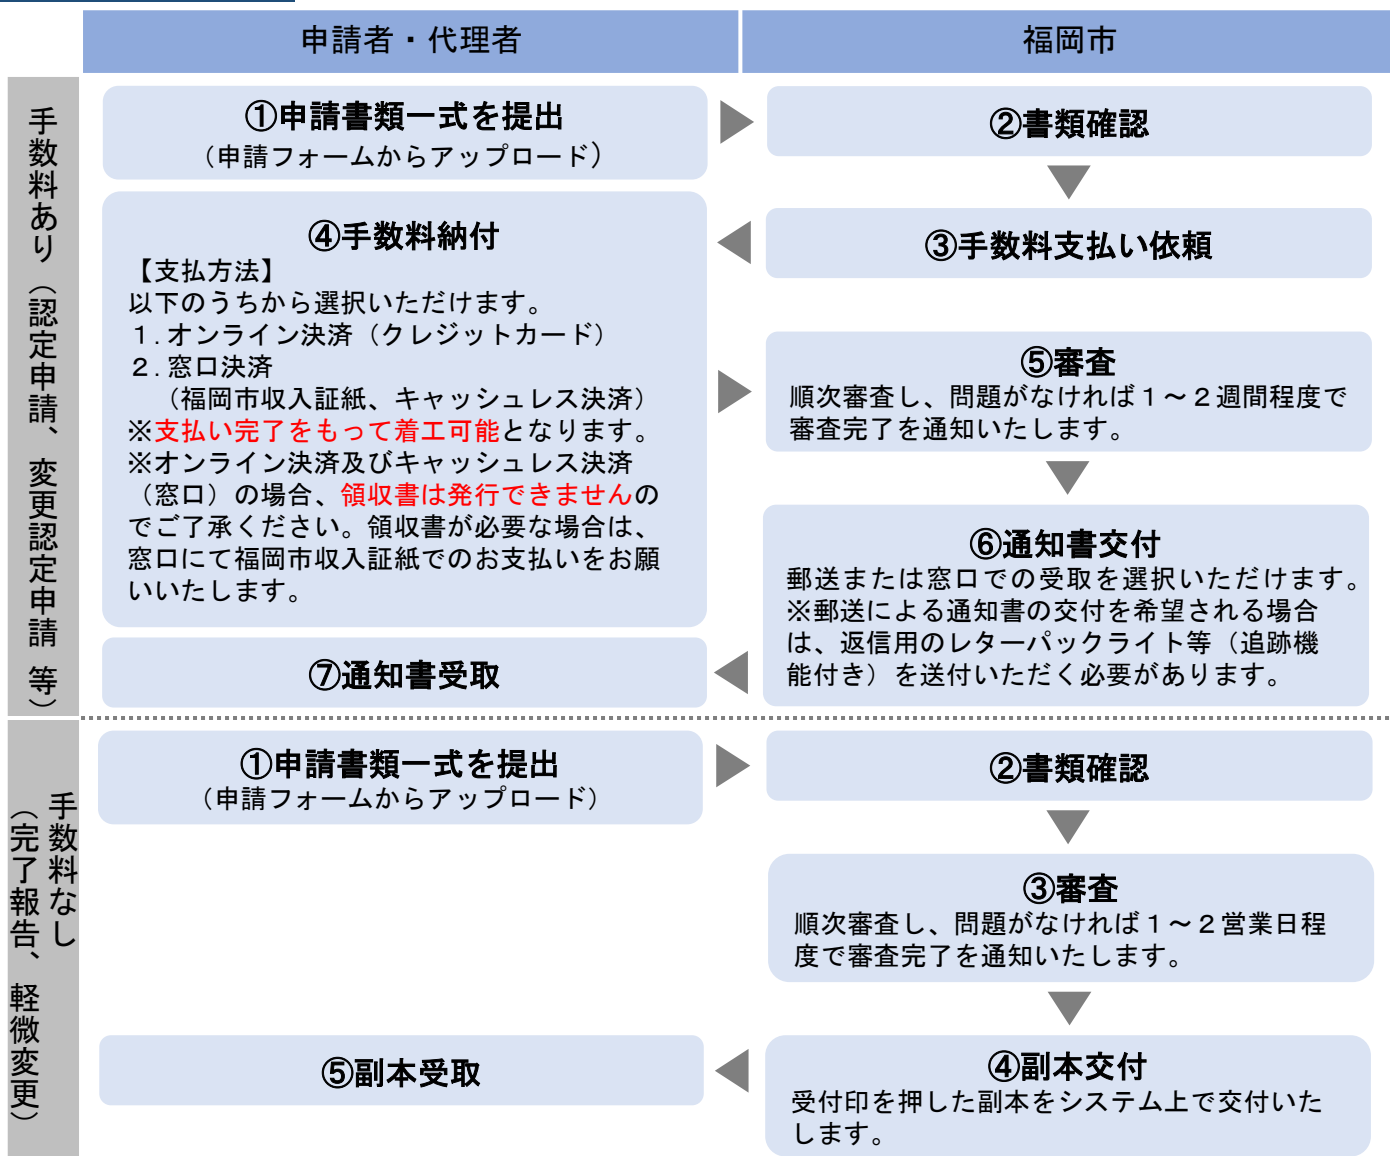 申請者・代理者
福岡市
手数料あり（認定申請、変更認定申請 等）
①申請書類一式を提出
（申請フォームからアップロード）
②書類確認
③手数料支払い依頼
④手数料納付
【支払方法】
以下のうちから選択いただけます。
１.オンライン決済（クレジットカード）
２.窓口決済
（福岡市収入証紙、キャッシュレス決済）
※支払い完了をもって着工可能となります。
※オンライン決済及びキャッシュレス決済
（窓口）の場合、領収書は発行できませんの
でご了承ください。領収書が必要な場合は、
窓口にて福岡市収入証紙でのお支払いをお願
いいたします。
⑤審査
順次審査し、問題がなければ１～２週間程度で
審査完了を通知いたします。
⑥通知書交付
郵送または窓口での受取を選択いただけます。
※郵送による通知書の交付を希望される場合
は、返信用のレターパックライト等（追跡機
能付き）を送付いただく必要があります。
⑦通知書受取
手数料なし
（完了報告、軽微変更）
①申請書類一式を提出
（申請フォームからアップロード）
②書類確認
③審査
順次審査し、問題がなければ１～２営業日程
度で審査完了を通知いたします。
④副本交付
受付印を押した副本をシステム上で交付いた
します。
⑤副本受取